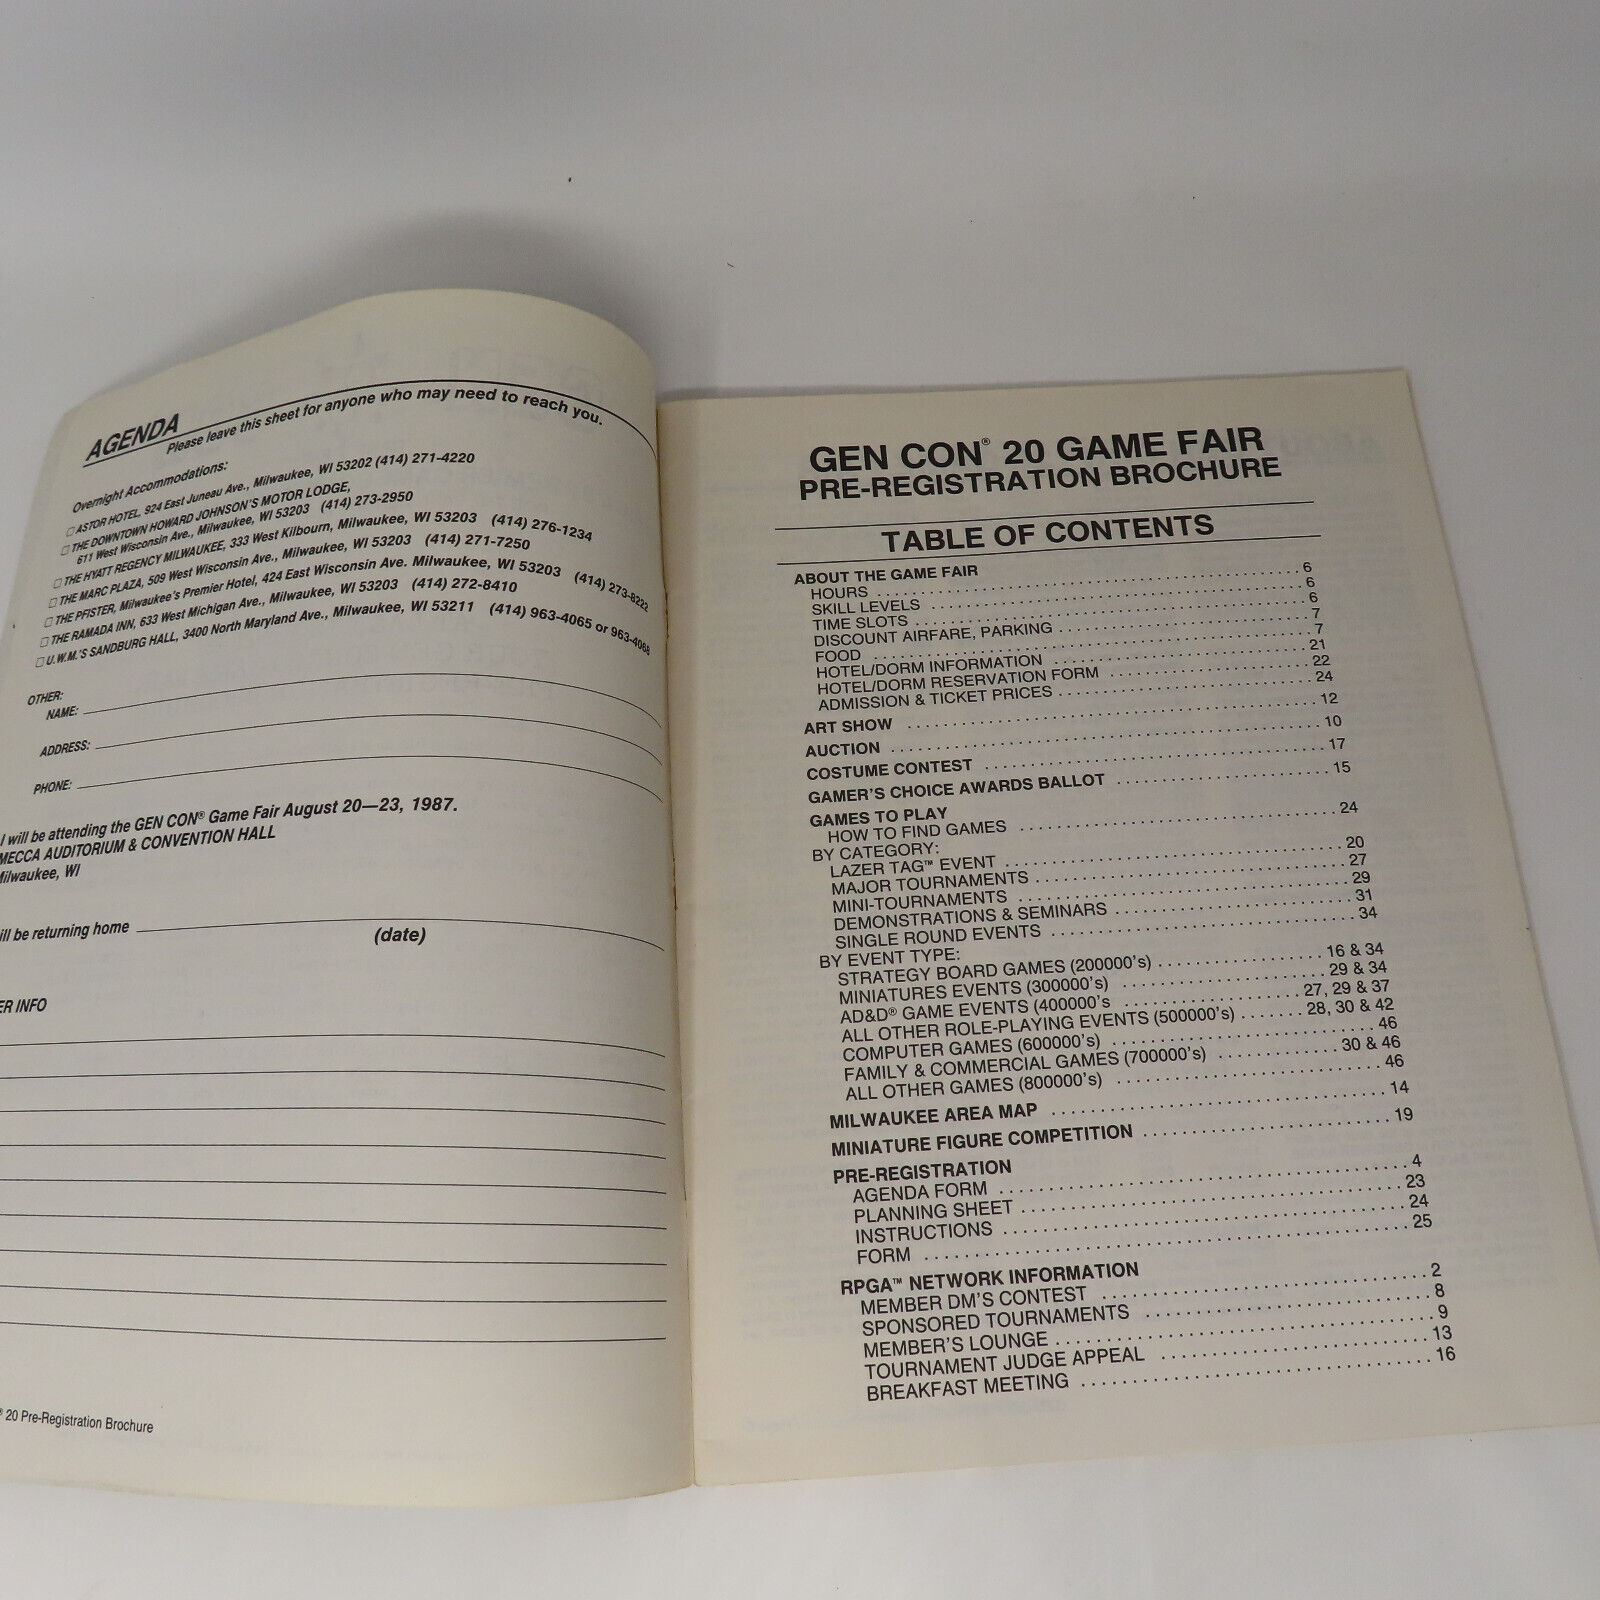 AGENDA
Please leave this sheet for anyone who may need to reach you.
Overnight Accommodations:
□ ASTOR HOTEL, 924 East Juneau Ave., Milwaukee, WI 53202 (414) 271-4220
□ THE DOWNTOWN HOWARD JOHNSON'S MOTOR LODGE,
611 West Wisconsin Ave., Milwaukee, WI 53203 (414) 273-2950
□ THE HYATT REGENCY MILWAUKEE, 333 West Kilbourn, Milwaukee, WI 53203 (414) 276-1234
□ THE MARC PLAZA, 509 West Wisconsin Ave., Milwaukee, WI 53203 (414) 271-7250
□ THE PFISTER, Milwaukee's Premier Hotel, 424 East Wisconsin Ave. Milwaukee, WI 53203 (414) 273-8222
□ THE RAMADA INN, 633 West Michigan Ave., Milwaukee, WI 53203 (414) 272-8410
□ U.W.M.'S SANDBURG HALL, 3400 North Maryland Ave., Milwaukee, WI 53211 (414) 963-4065 or 963-4068
OTHER:
NAME:
ADDRESS:
PHONE:
I will be attending the GEN CON® Game Fair August 20—23, 1987.
MECCA AUDITORIUM & CONVENTION HALL
Milwaukee, WI
ill be returning home
(date)
ER INFO
® 20 Pre-Registration Brochure
GEN CON® 20 GAME FAIR
PRE-REGISTRATION BROCHURE
TABLE OF CONTENTS
ABOUT THE GAME FAIR
HOURS 6
SKILL LEVELS 6
TIME SLOTS 6
DISCOUNT AIRFARE, PARKING 7
FOOD 7
HOTEL/DORM INFORMATION 21
HOTEL/DORM RESERVATION FORM 22
ADMISSION & TICKET PRICES 24
ART SHOW 12
AUCTION 10
COSTUME CONTEST 17
GAMER'S CHOICE AWARDS BALLOT 15
GAMES TO PLAY
HOW TO FIND GAMES 24
BY CATEGORY:
LAZER TAG™ EVENT 20
MAJOR TOURNAMENTS 27
MINI-TOURNAMENTS 29
DEMONSTRATIONS & SEMINARS 31
SINGLE ROUND EVENTS 34
BY EVENT TYPE:
STRATEGY BOARD GAMES (200000's) 16 & 34
MINIATURES EVENTS (300000's) 29 & 34
AD&D® GAME EVENTS (400000's 27, 29 & 37
ALL OTHER ROLE-PLAYING EVENTS (500000's) 28, 30 & 42
COMPUTER GAMES (600000's) 46
FAMILY & COMMERCIAL GAMES (700000's) 30 & 46
ALL OTHER GAMES (800000's) 46
MILWAUKEE AREA MAP 14
MINIATURE FIGURE COMPETITION 19
PRE-REGISTRATION
AGENDA FORM 4
PLANNING SHEET 23
INSTRUCTIONS 24
FORM 25
RPGA™ NETWORK INFORMATION
MEMBER DM'S CONTEST 2
SPONSORED TOURNAMENTS 8
MEMBER'S LOUNGE 9
TOURNAMENT JUDGE APPEAL 13
BREAKFAST MEETING 16